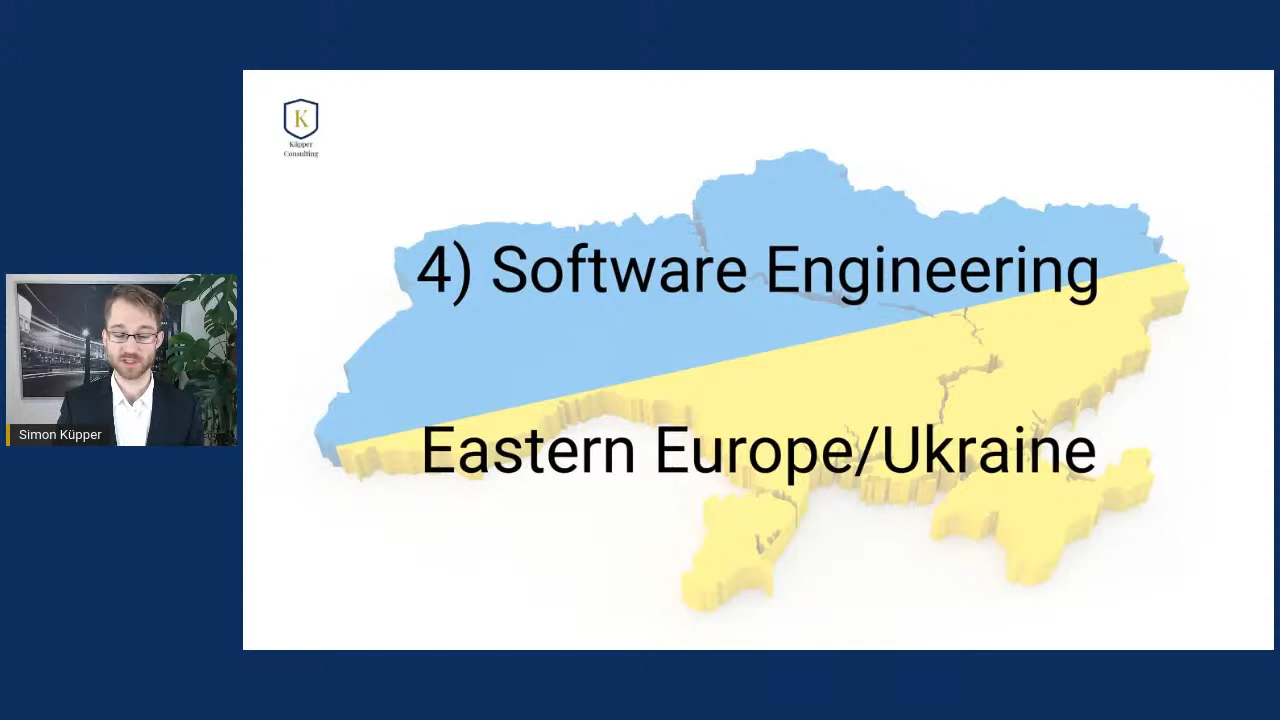 K
Küpper
Consulting
4) Software Engineering
Eastern Europe/Ukraine
Simon Küpper